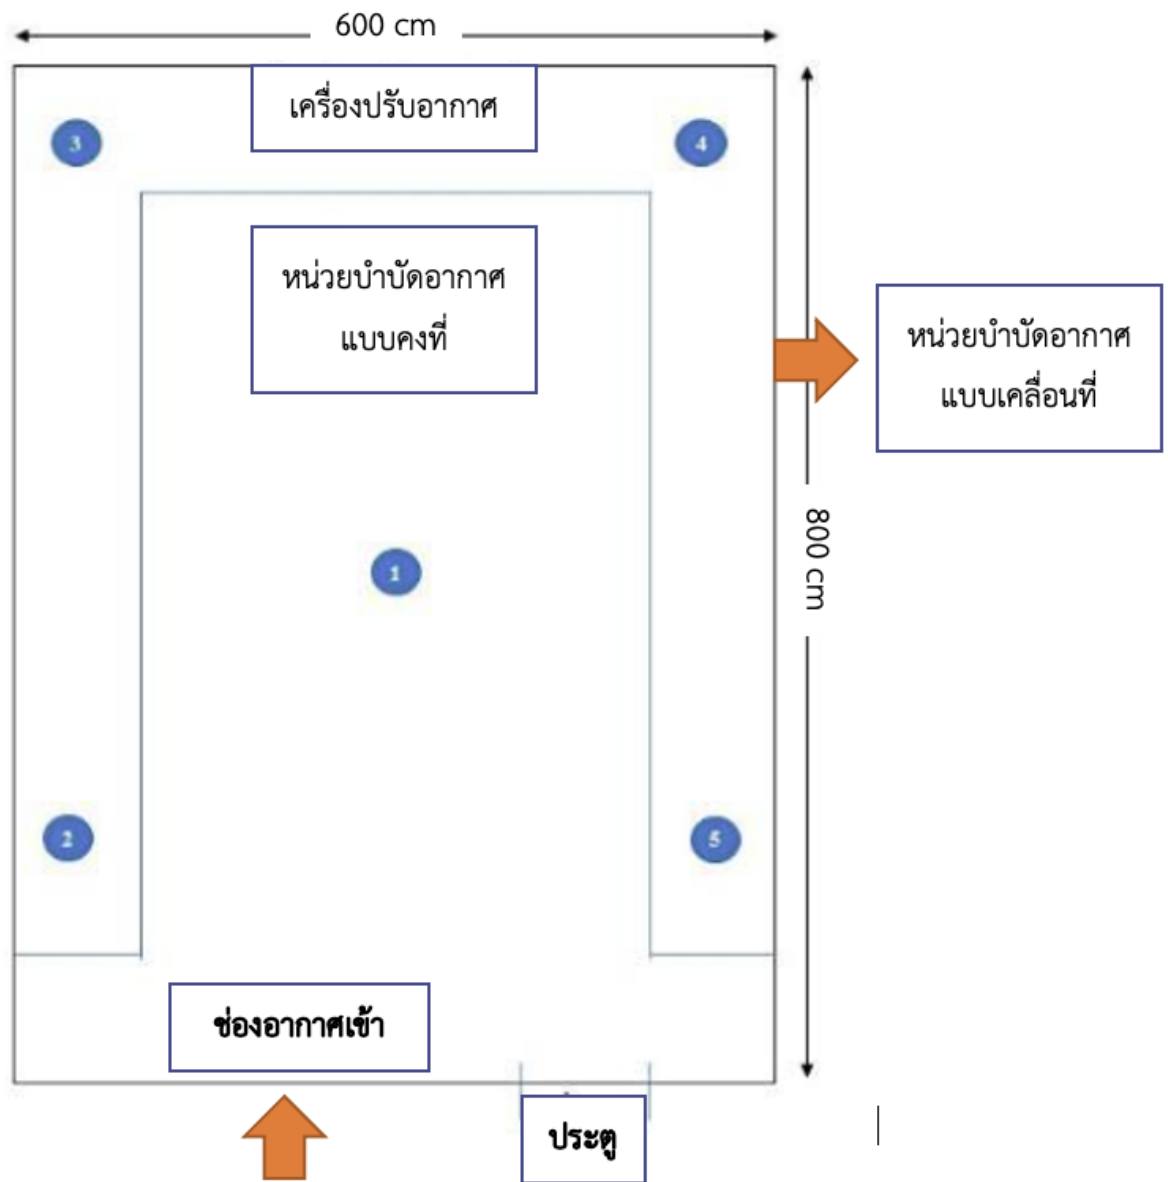 600 cm
เครื่องปรับอากาศ
3
4
หน่วยบำบัดอากาศ
แบบคงที่
หน่วยบำบัดอากาศ
แบบเคลื่อนที่
800 cm
1
2
5
ช่องอากาศเข้า
ประตู